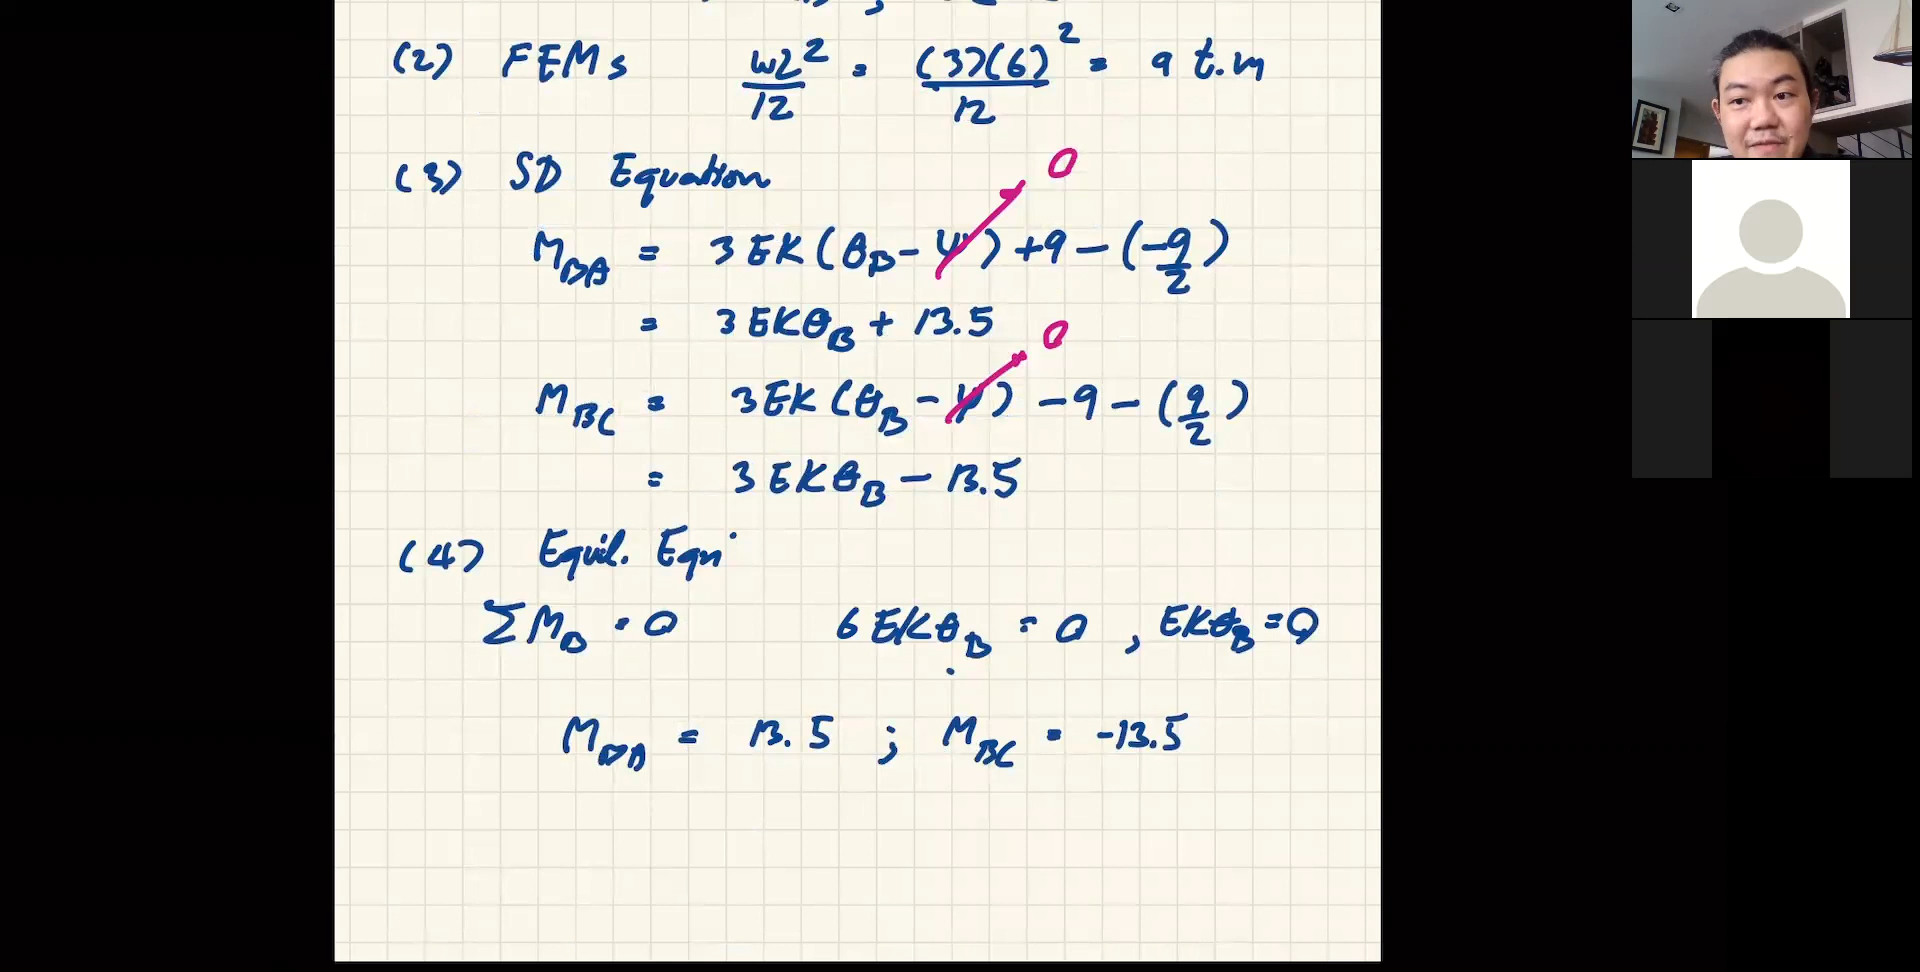 (2) FEMs wL²/12 = (3)(6)²/12 = 9 t.m
(3) SD Equation
0
M_BA = 3EK(θ_B - ψ) + 9 - (-9/2)
= 3EKθ_B + 13.5
0
M_BC = 3EK(θ_B - ψ) - 9 - (9/2)
= 3EKθ_B - 13.5
(4) Equil. Eqn
ΣM_B = 0 6EKθ_B = 0 , EKθ_B = 0
M_BA = 13.5 ; M_BC = -13.5